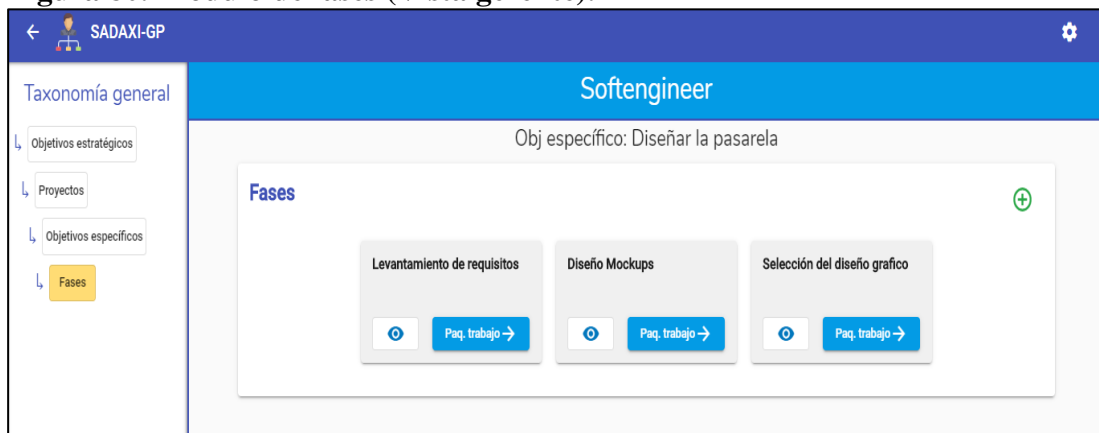 SADAXI-GP
Taxonomía general
Objetivos estratégicos
Proyectos
Objetivos específicos
Fases
Softengineer
Obj específico: Diseñar la pasarela
Fases
Levantamiento de requisitos
Paq. trabajo
Diseño Mockups
Paq. trabajo
Selección del diseño grafico
Paq. trabajo